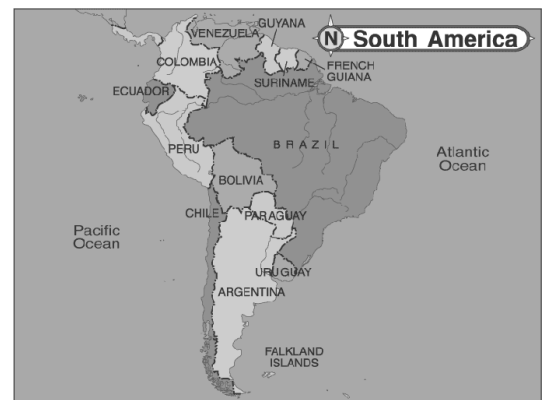 GUYANA
VENEZUELA
N South America
COLOMBIA
FRENCH
GUIANA
SURINAME
ECUADOR
BRAZIL
PERU
Atlantic
Ocean
BOLIVIA
CHILE
PARAGUAY
Pacific
Ocean
URUGUAY
ARGENTINA
FALKLAND
ISLANDS